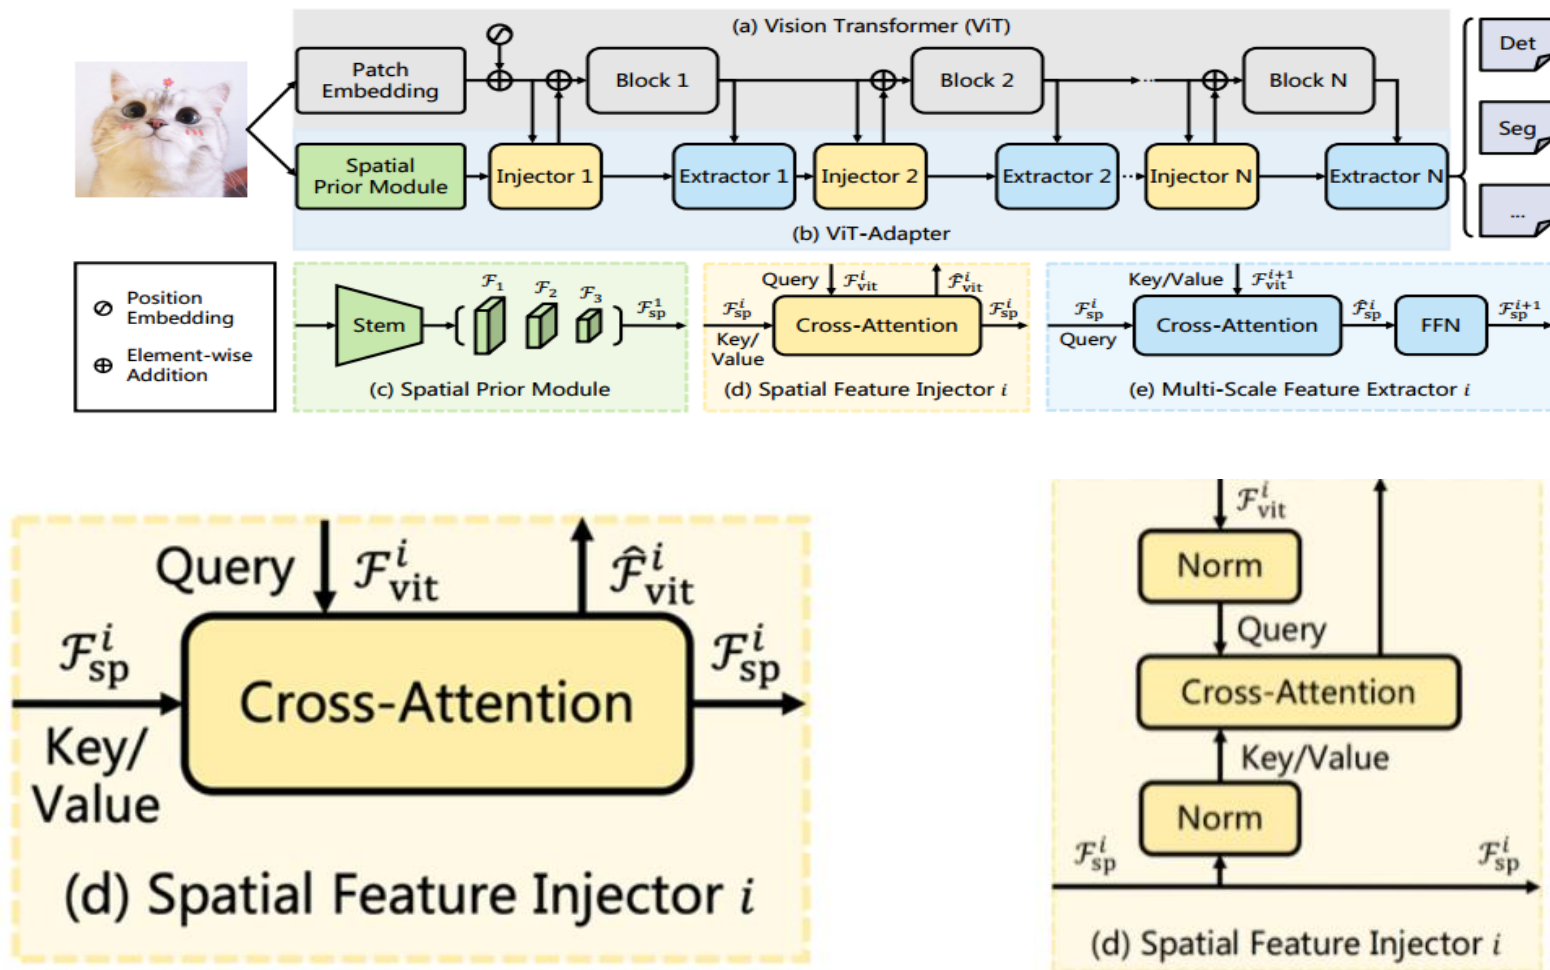 (a) Vision Transformer (ViT)
Patch
Embedding
Block 1
Block 2
...
Block N
Spatial
Prior Module
Injector 1
Extractor 1
Injector 2
Extractor 2
...
Injector N
Extractor N
(b) ViT-Adapter
Det
Seg
...
Position
Embedding
Element-wise
Addition
Stem
ℱ₁
ℱ₂
ℱ₃
ℱ¹sp
(c) Spatial Prior Module
Query
ℱⁱvit
ℱ̂ⁱvit
ℱⁱsp
Cross-Attention
ℱⁱsp
Key/
Value
(d) Spatial Feature Injector i
Key/Value
ℱⁱ⁺¹vit
ℱⁱsp
Query
Cross-Attention
ℱ̂ⁱsp
FFN
ℱⁱ⁺¹sp
(e) Multi-Scale Feature Extractor i
Query
ℱⁱvit
ℱ̂ⁱvit
ℱⁱsp
Cross-Attention
ℱⁱsp
Key/
Value
(d) Spatial Feature Injector i
ℱⁱvit
Norm
Query
Cross-Attention
Key/Value
Norm
ℱⁱsp
ℱⁱsp
(d) Spatial Feature Injector i